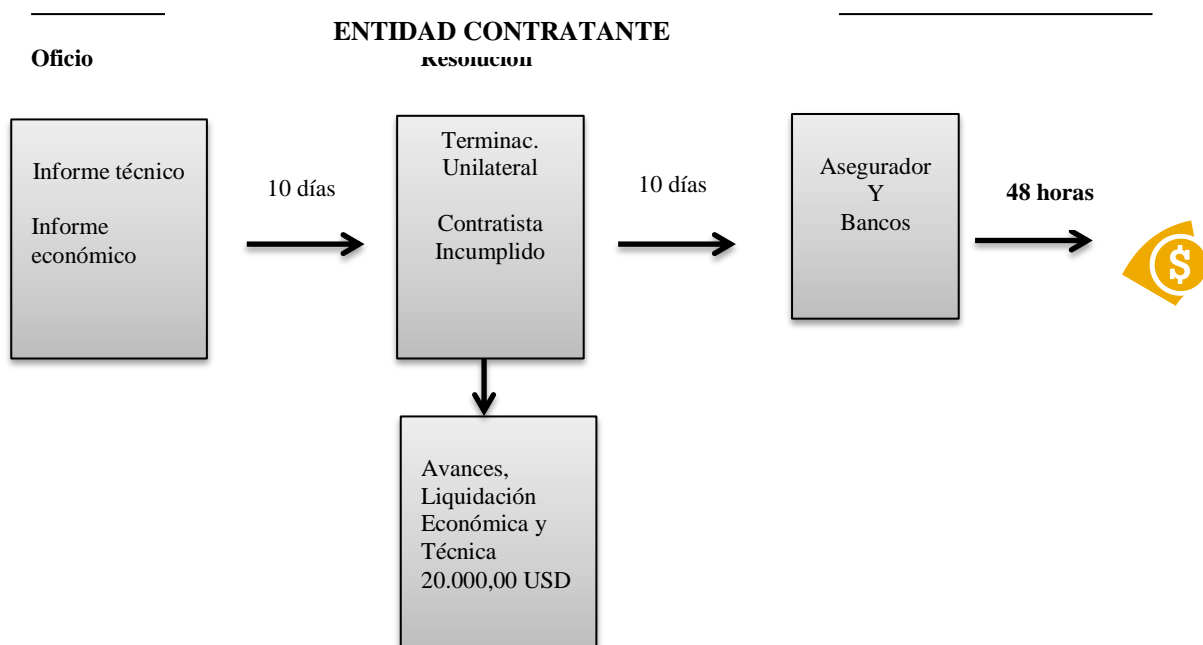 ENTIDAD CONTRATANTE
Oficio
Resolución
Informe técnico
Informe
económico
10 días
Terminac.
Unilateral
Contratista
Incumplido
10 días
Asegurador
Y
Bancos
48 horas
$
Avances,
Liquidación
Económica y
Técnica
20.000,00 USD